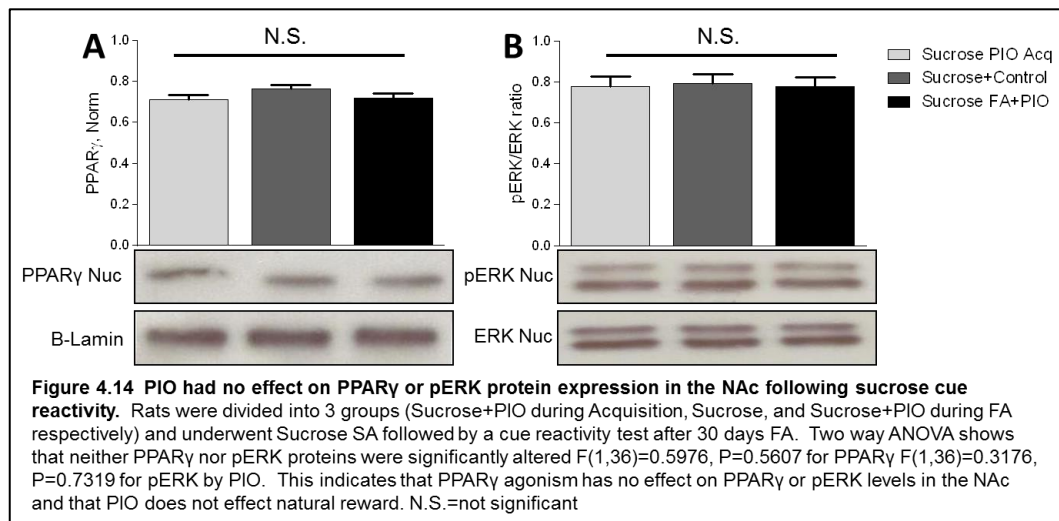 A
N.S.
1.0
0.8
0.6
0.4
0.2
0.0
PPARγ, Norm
PPARγ Nuc
B-Lamin
B
N.S.
1.0
0.8
0.6
0.4
0.2
0.0
pERK/ERK ratio
pERK Nuc
ERK Nuc
Sucrose PIO Acq
Sucrose+Control
Sucrose FA+PIO
Figure 4.14 PIO had no effect on PPARγ or pERK protein expression in the NAc following sucrose cue
reactivity. Rats were divided into 3 groups (Sucrose+PIO during Acquisition, Sucrose, and Sucrose+PIO during FA
respectively) and underwent Sucrose SA followed by a cue reactivity test after 30 days FA. Two way ANOVA shows
that neither PPARγ nor pERK proteins were significantly altered F(1,36)=0.5976, P=0.5607 for PPARγ F(1,36)=0.3176,
P=0.7319 for pERK by PIO. This indicates that PPARγ agonism has no effect on PPARγ or pERK levels in the NAc
and that PIO does not effect natural reward. N.S.=not significant